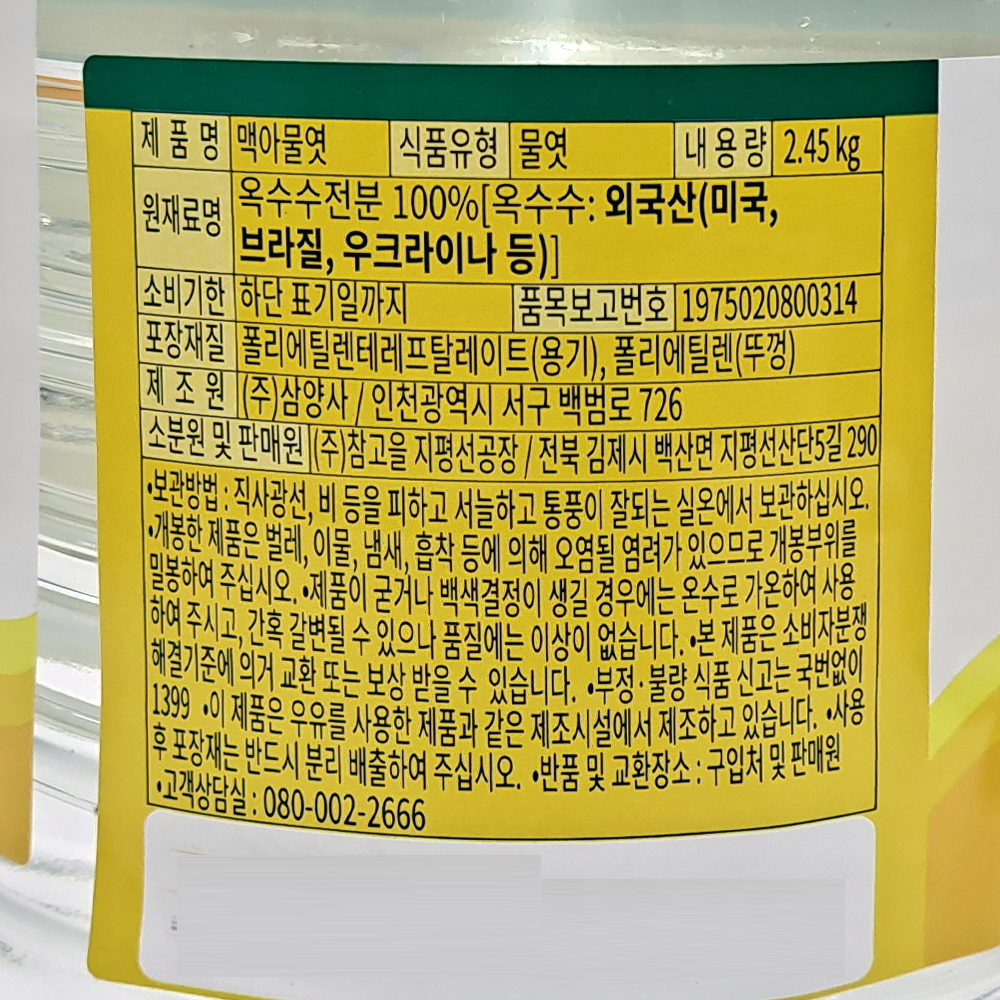 제 품 명 맥아물엿 식품유형 물엿 내 용 량 2.45 kg
원재료명 옥수수전분 100%[옥수수: 외국산(미국,
브라질, 우크라이나 등)]
소비기한 하단 표기일까지 품목보고번호 1975020800314
포장재질 폴리에틸렌테레프탈레이트(용기), 폴리에틸렌(뚜껑)
제 조 원 (주)삼양사 / 인천광역시 서구 백범로 726
소분원 및 판매원 (주)참고을 지평선공장 / 전북 김제시 백산면 지평선산단5길 290
•보관방법 : 직사광선, 비 등을 피하고 서늘하고 통풍이 잘되는 실온에서 보관하십시오.
•개봉한 제품은 벌레, 이물, 냄새, 흡착 등에 의해 오염될 염려가 있으므로 개봉부위를
밀봉하여 주십시오. •제품이 굳거나 백색결정이 생길 경우에는 온수로 가온하여 사용
하여 주시고, 간혹 갈변될 수 있으나 품질에는 이상이 없습니다. •본 제품은 소비자분쟁
해결기준에 의거 교환 또는 보상 받을 수 있습니다. •부정·불량 식품 신고는 국번없이
1399 •이 제품은 우유를 사용한 제품과 같은 제조시설에서 제조하고 있습니다. •사용
후 포장재는 반드시 분리 배출하여 주십시오. •반품 및 교환장소 : 구입처 및 판매원
•고객상담실 : 080-002-2666